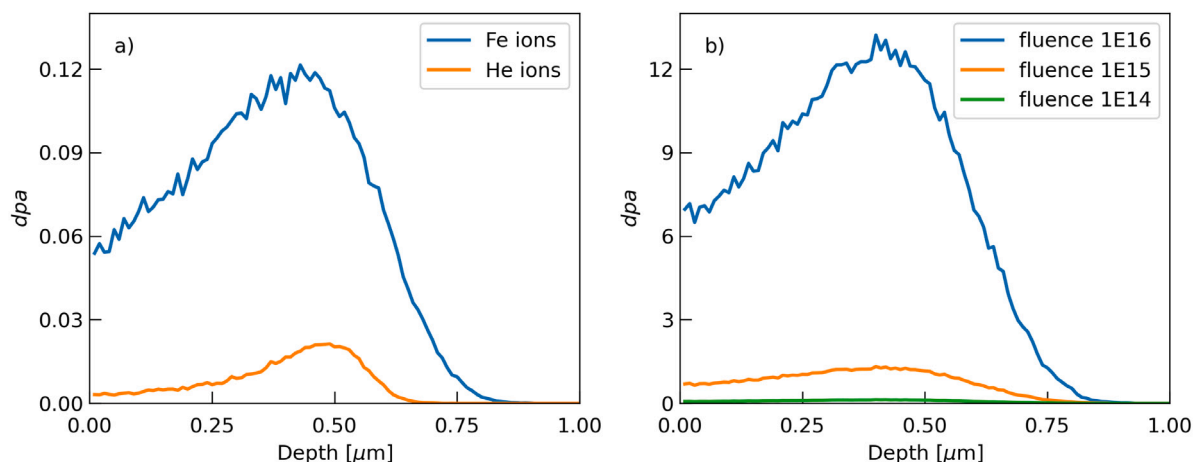 a)
Fe ions
He ions
0.12
0.09
0.06
0.03
0.00
dpa
0.00 0.25 0.50 0.75 1.00
Depth [μm]
b)
fluence 1E16
fluence 1E15
fluence 1E14
12
9
6
3
0
dpa
0.00 0.25 0.50 0.75 1.00
Depth [μm]